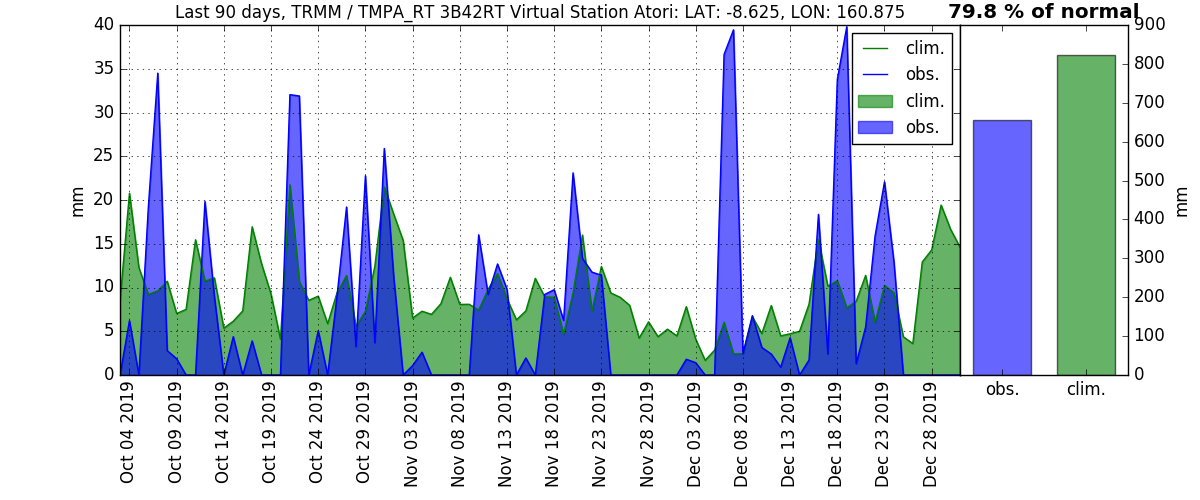 Last 90 days, TRMM / TMPA_RT 3B42RT Virtual Station Atori: LAT: -8.625, LON: 160.875
79.8 % of normal
40
35
30
25
20
15
10
5
0
mm
clim.
obs.
clim.
obs.
900
800
700
600
500
400
300
200
100
0
mm
Oct 04 2019
Oct 09 2019
Oct 14 2019
Oct 19 2019
Oct 24 2019
Oct 29 2019
Nov 03 2019
Nov 08 2019
Nov 13 2019
Nov 18 2019
Nov 23 2019
Nov 28 2019
Dec 03 2019
Dec 08 2019
Dec 13 2019
Dec 18 2019
Dec 23 2019
Dec 28 2019
obs.
clim.